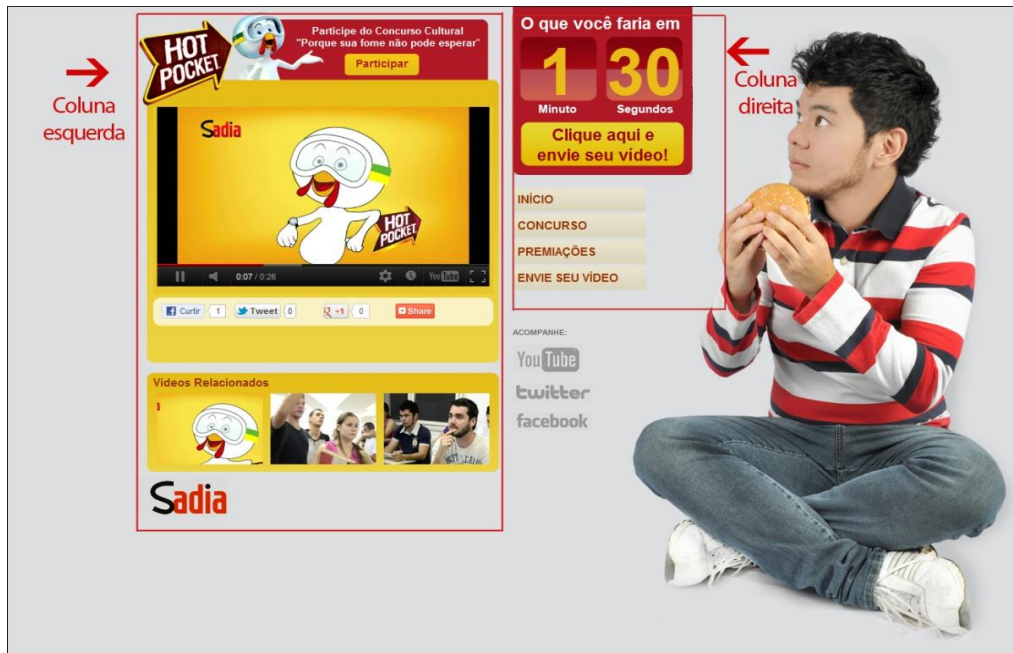 Coluna
esquerda
HOT
POCKET
Participe do Concurso Cultural
"Porque sua fome não pode esperar"
Participar
Sadia
HOT
POCKET
0:07 / 0:26
YouTube
Curtir 1
Tweet 0
+1 0
Share
Vídeos Relacionados
Sadia
O que você faria em
1 30
Minuto Segundos
Clique aqui e
envie seu vídeo!
INÍCIO
CONCURSO
PREMIAÇÕES
ENVIE SEU VÍDEO
ACOMPANHE:
YouTube
twitter
facebook
Coluna
direita